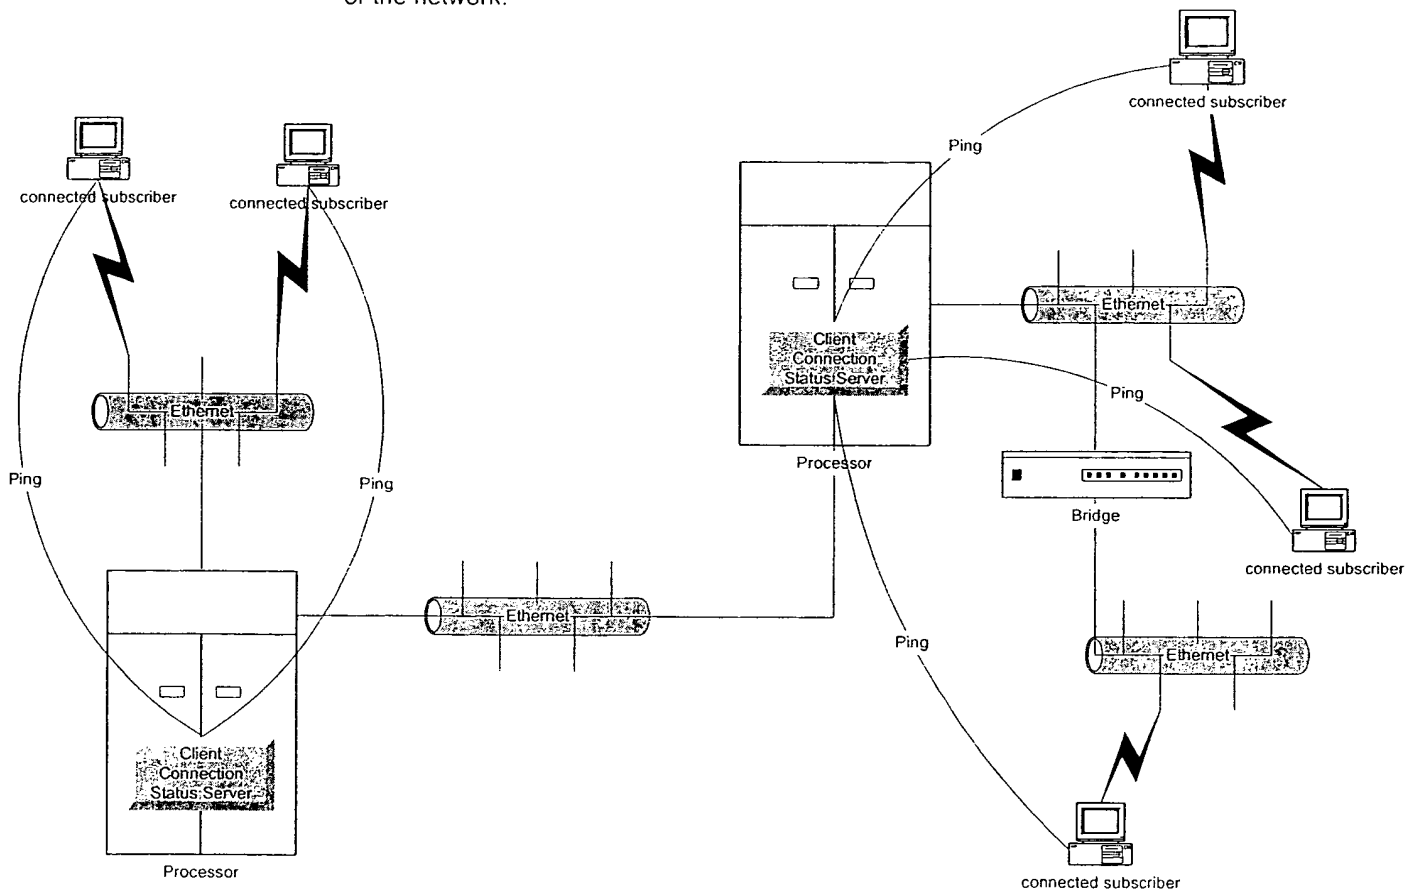 of the network.
connected subscriber
Ping
connected subscriber
connected subscriber
Ethernet
Client
Connection
Status Server
Ping
Ethernet
Processor
Ping
Ping
Bridge
connected subscriber
Ethernet
Ping
Ethernet
Client
Connection
Status Server
Processor
connected subscriber